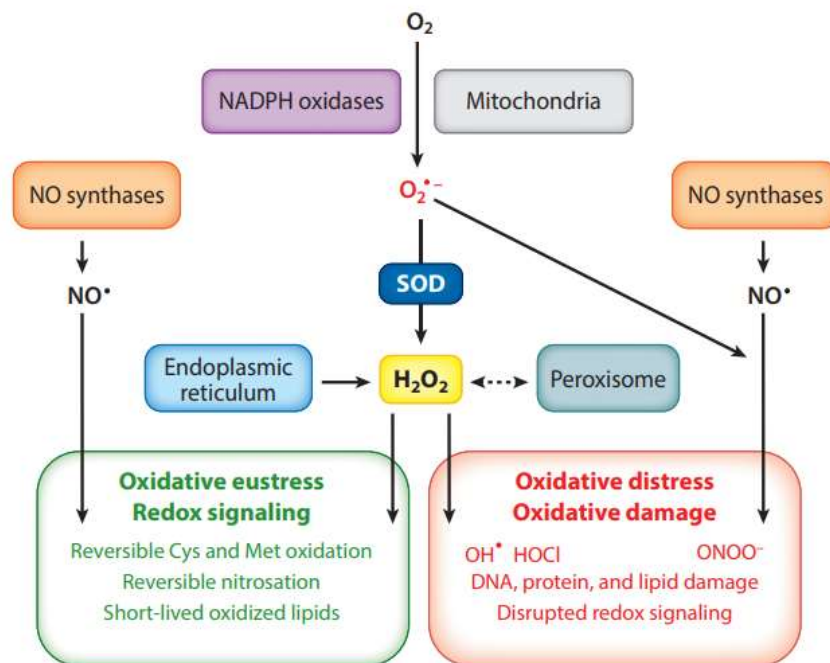 O₂
NADPH oxidases
Mitochondria
NO synthases
O₂•−
NO synthases
SOD
NO•
NO•
Endoplasmic
reticulum
H₂O₂
Peroxisome
Oxidative eustress
Redox signaling
Reversible Cys and Met oxidation
Reversible nitrosation
Short-lived oxidized lipids
Oxidative distress
Oxidative damage
OH• HOCl ONOO−
DNA, protein, and lipid damage
Disrupted redox signaling